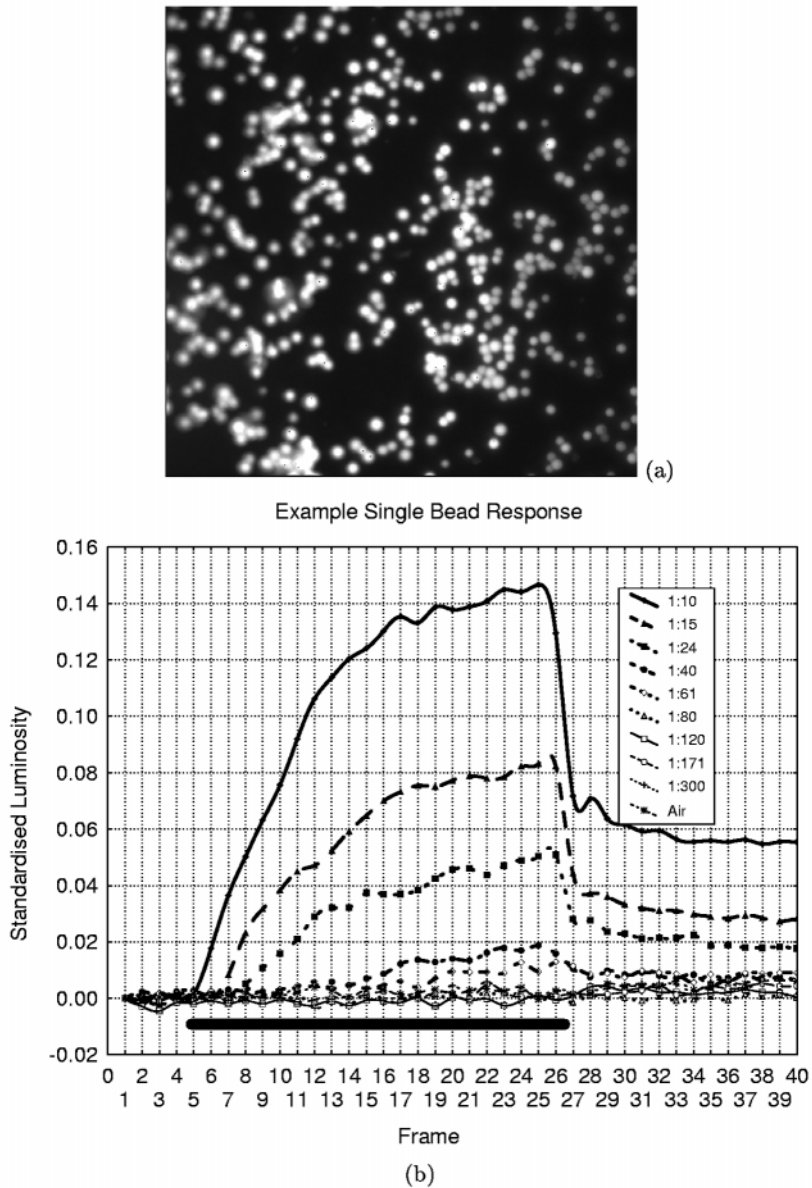 (a)
Example Single Bead Response
0.16
0.14
0.12
0.10
0.08
0.06
0.04
0.02
0.00
-0.02
Standardised Luminosity
1:10
1:15
1:24
1:40
1:61
1:80
1:120
1:171
1:300
Air
0 2 4 6 8 10 12 14 16 18 20 22 24 26 28 30 32 34 36 38 40
1 3 5 7 9 11 13 15 17 19 21 23 25 27 29 31 33 35 37 39
Frame
(b)